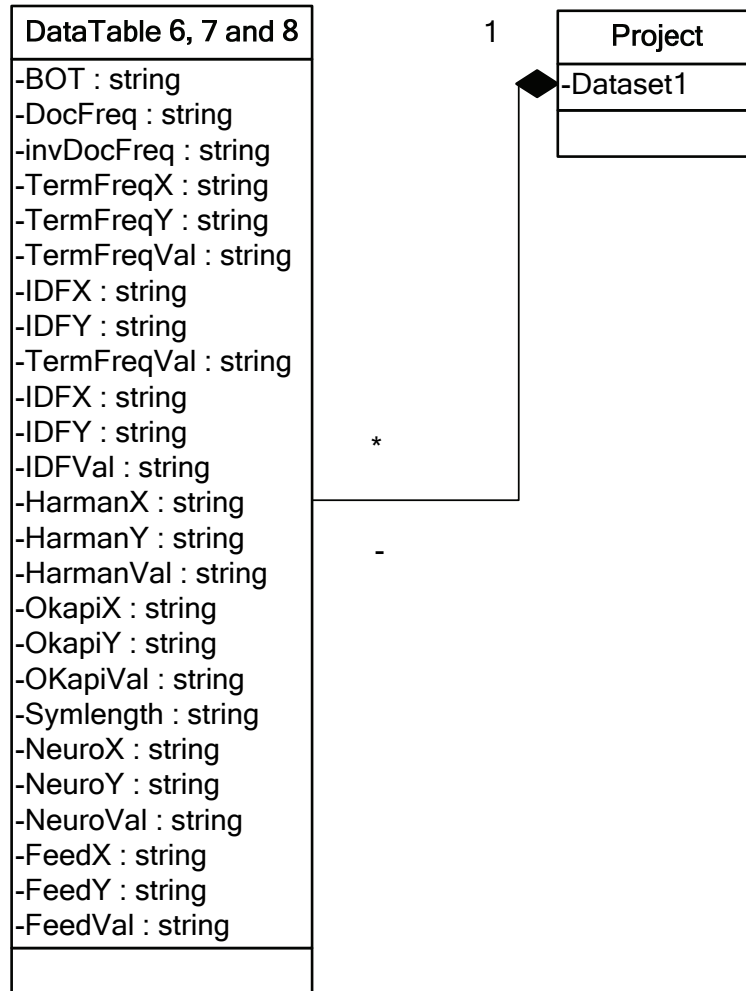 DataTable 6, 7 and 8
-BOT : string
-DocFreq : string
-invDocFreq : string
-TermFreqX : string
-TermFreqY : string
-TermFreqVal : string
-IDFX : string
-IDFY : string
-TermFreqVal : string
-IDFX : string
-IDFY : string
-IDFVal : string
-HarmanX : string
-HarmanY : string
-HarmanVal : string
-OkapiX : string
-OkapiY : string
-OKapiVal : string
-Symlength : string
-NeuroX : string
-NeuroY : string
-NeuroVal : string
-FeedX : string
-FeedY : string
-FeedVal : string
1
*
-
Project
-Dataset1